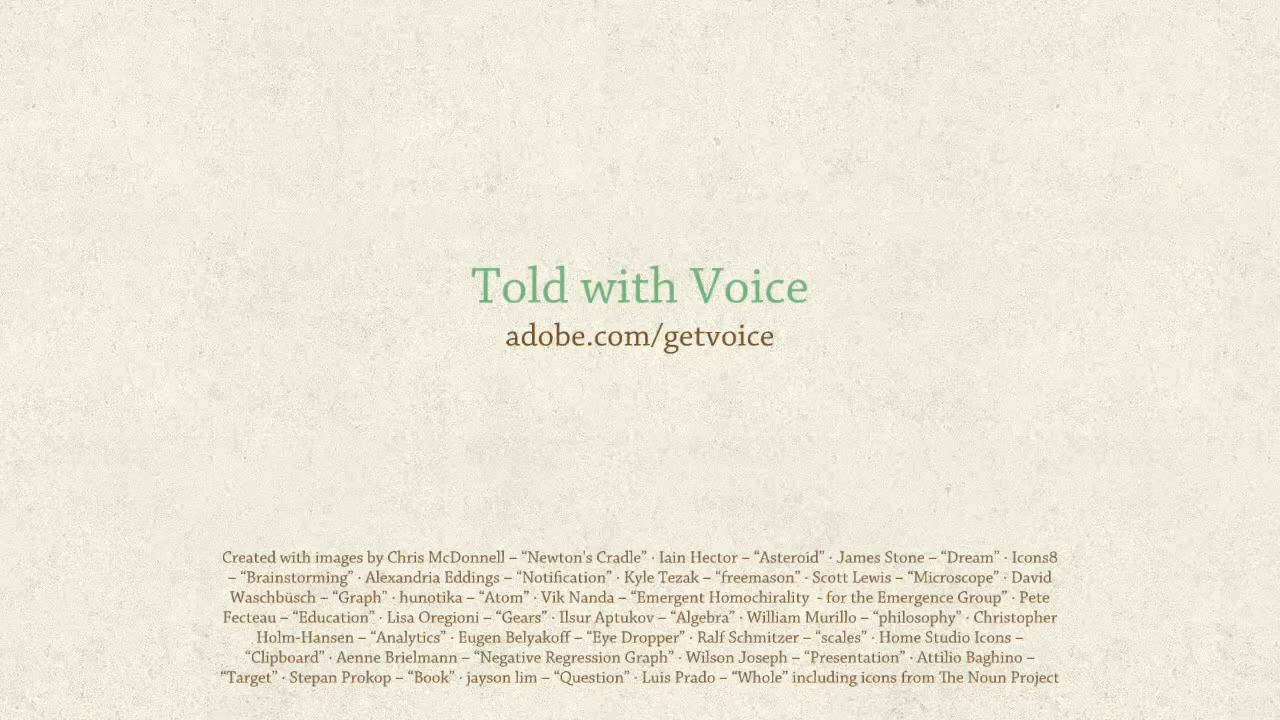 Told with Voice
adobe.com/getvoice
Created with images by Chris McDonnell – “Newton's Cradle” · Iain Hector – “Asteroid” · James Stone – “Dream” · Icons8
– “Brainstorming” · Alexandria Eddings – “Notification” · Kyle Tezak – “freemason” · Scott Lewis – “Microscope” · David
Waschbüsch – “Graph” · hunotika – “Atom” · Vik Nanda – “Emergent Homochirality  - for the Emergence Group” · Pete
Fecteau – “Education” · Lisa Oregioni – “Gears” · Ilsur Aptukov – “Algebra” · William Murillo – “philosophy” · Christopher
Holm-Hansen – “Analytics” · Eugen Belyakoff – “Eye Dropper” · Ralf Schmitzer – “scales” · Home Studio Icons –
“Clipboard” · Aenne Brielmann – “Negative Regression Graph” · Wilson Joseph – “Presentation” · Attilio Baghino –
“Target” · Stepan Prokop – “Book” · jayson lim – “Question” · Luis Prado – “Whole” including icons from The Noun Project